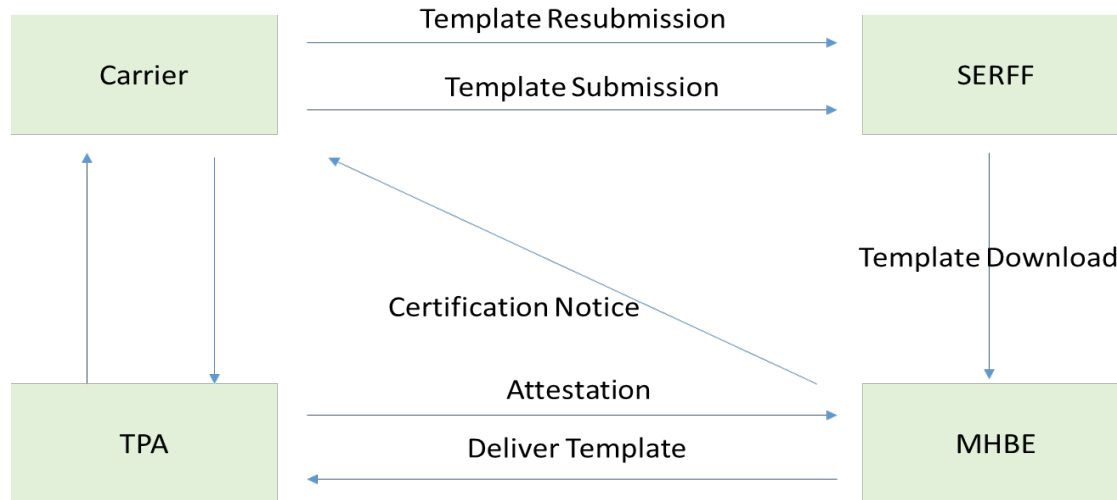 Template Resubmission
Carrier
SERFF
Template Submission
Template Download
Certification Notice
Attestation
TPA
MHBE
Deliver Template